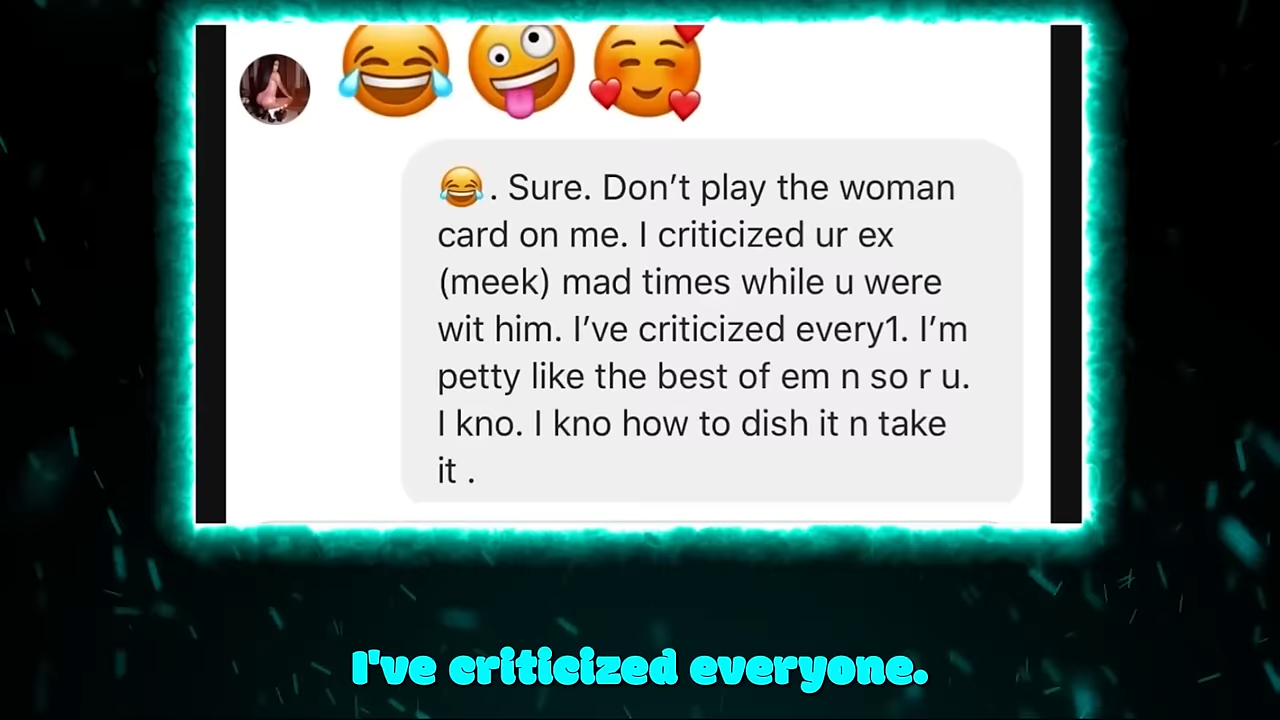 😂. Sure. Don’t play the woman
card on me. I criticized ur ex
(meek) mad times while u were
wit him. I’ve criticized every1. I’m
petty like the best of em n so r u.
I kno. I kno how to dish it n take
it .
I've criticized everyone.